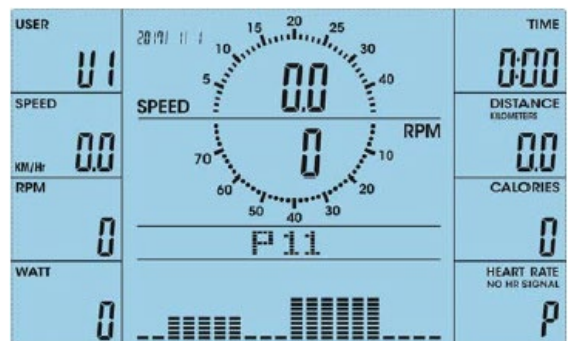 USER
U1
SPEED
KM/Hr 0.0
RPM
0
WATT
0
2019/ 1/ 1
5 10 15 20 25 30 40
SPEED
0.0
0
RPM
70 60 50 40 30 20 10
P11
TIME
0:00
DISTANCE
KILOMETERS
0.0
CALORIES
0
HEART RATE
NO HR SIGNAL
P